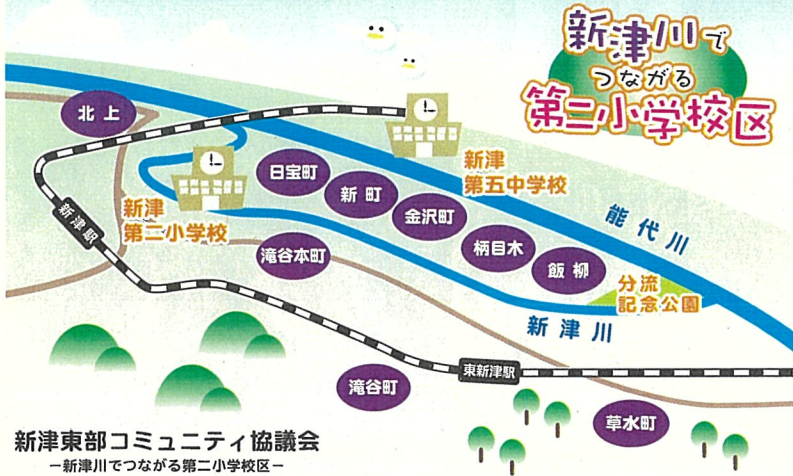 新津川で
つながる
第二小学校区
北上
新津
第五中学校
日宝町
新町
金沢町
柄目木
飯柳
能代川
分流
記念公園
新津川
新津
第二小学校
新津駅
滝谷本町
東新津駅
滝谷町
草水町
新津東部コミュニティ協議会
－新津川でつながる第二小学校区－